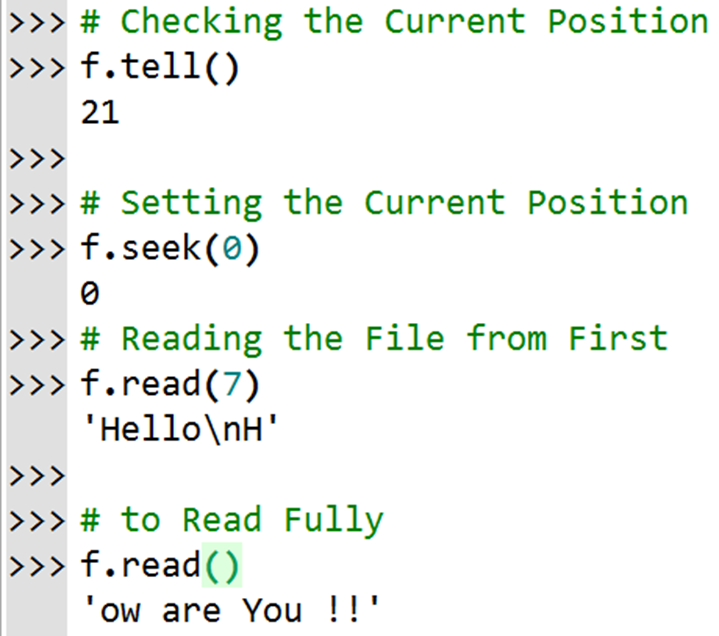 >>> # Checking the Current Position
>>> f.tell()
21
>>>
>>> # Setting the Current Position
>>> f.seek(0)
0
>>> # Reading the File from First
>>> f.read(7)
'Hello\nH'
>>>
>>> # to Read Fully
>>> f.read()
'ow are You !!'